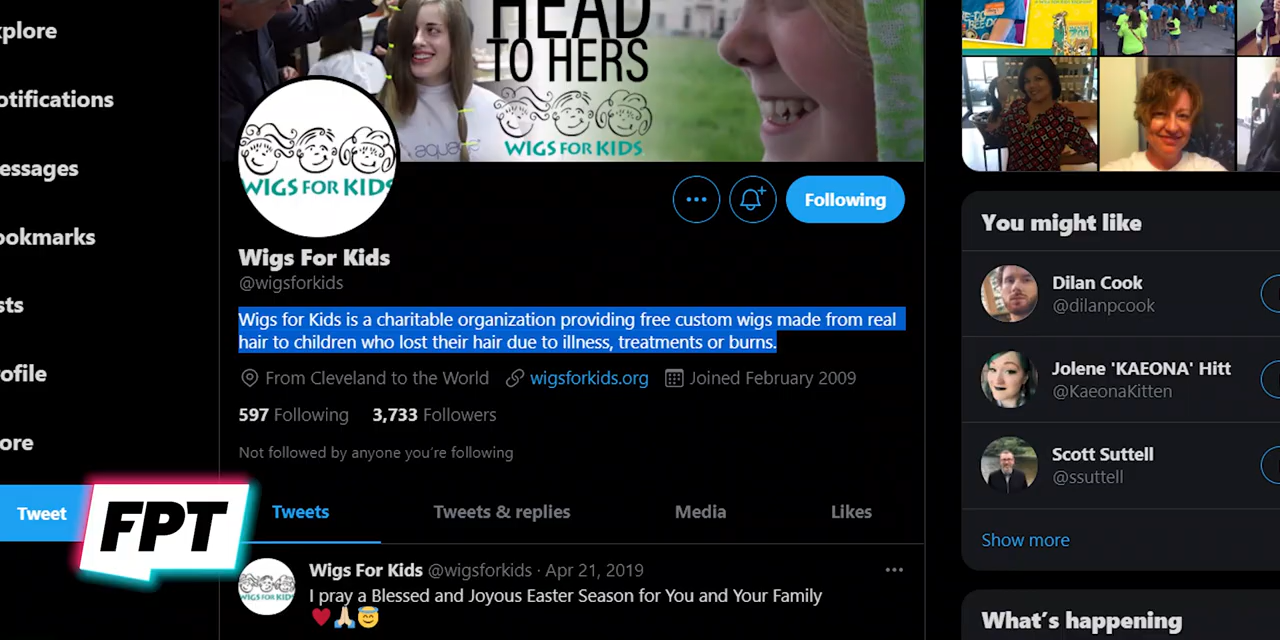 xplore
otifications
essages
ookmarks
sts
ofile
ore
Tweet
FPT
HEAD
TO HERS
WIGS FOR KIDS
WIGS FOR KIDS
Following
Wigs For Kids
@wigsforkids
Wigs for Kids is a charitable organization providing free custom wigs made from real
hair to children who lost their hair due to illness, treatments or burns.
From Cleveland to the World wigsforkids.org Joined February 2009
597 Following 3,733 Followers
Not followed by anyone you're following
Tweets Tweets & replies Media Likes
WIGS FOR KIDS
Wigs For Kids @wigsforkids · Apr 21, 2019
I pray a Blessed and Joyous Easter Season for You and Your Family
You might like
Dilan Cook
@dilanpcook
Jolene 'KAEONA' Hitt
@KaeonaKitten
Scott Suttell
@ssuttell
Show more
What's happening